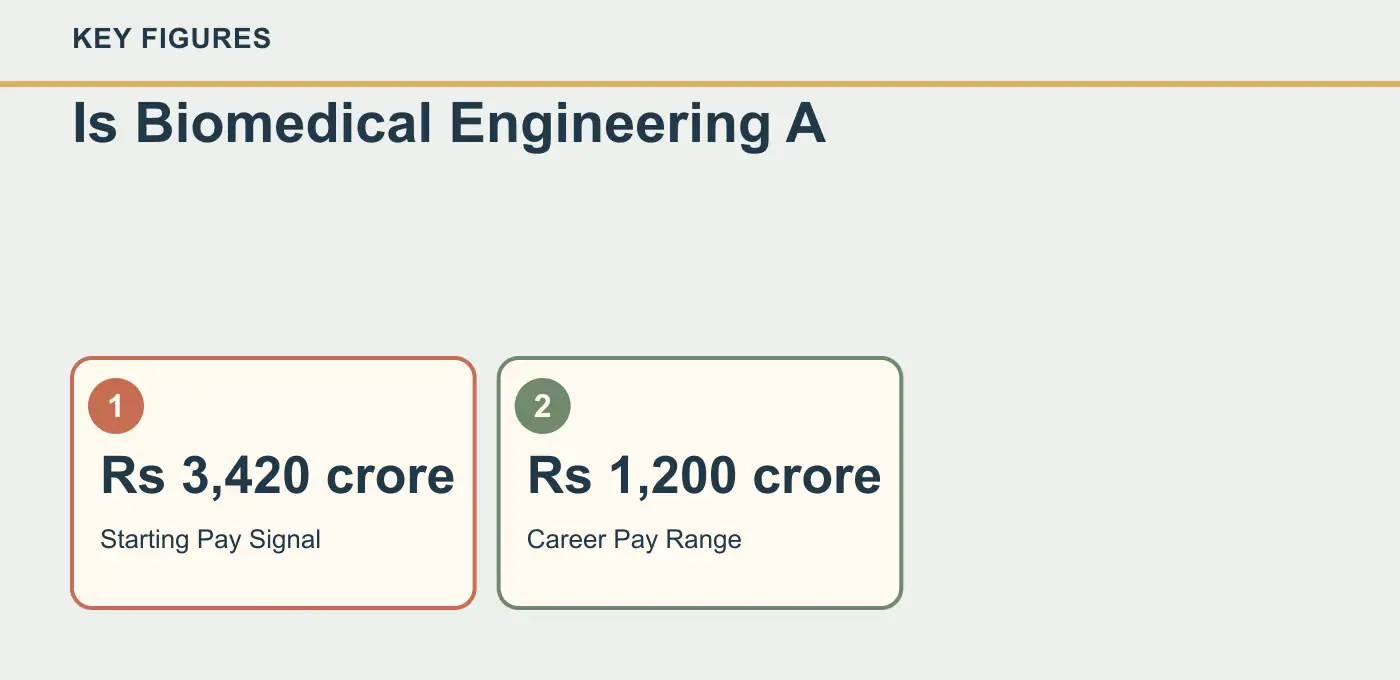 KEY FIGURES
Is Biomedical Engineering A
1
Rs 3,420 crore
Starting Pay Signal
2
Rs 1,200 crore
Career Pay Range